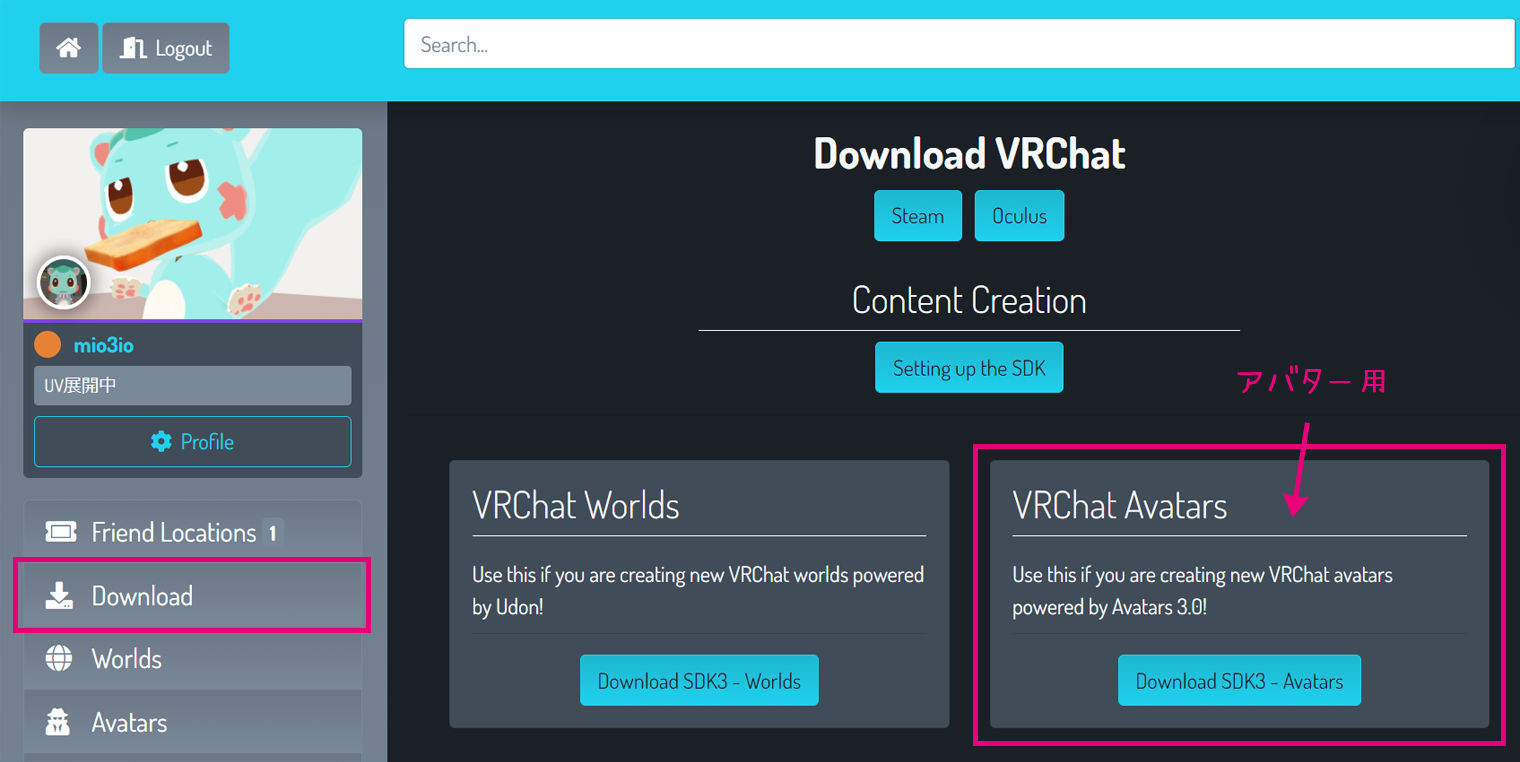 Logout
Search...
mio3io
UV展開中
Profile
Friend Locations 1
Download
Worlds
Avatars
Download VRChat
Steam
Oculus
Content Creation
Setting up the SDK
アバター用
VRChat Worlds
Use this if you are creating new VRChat worlds powered
by Udon!
Download SDK3 - Worlds
VRChat Avatars
Use this if you are creating new VRChat avatars
powered by Avatars 3.0!
Download SDK3 - Avatars